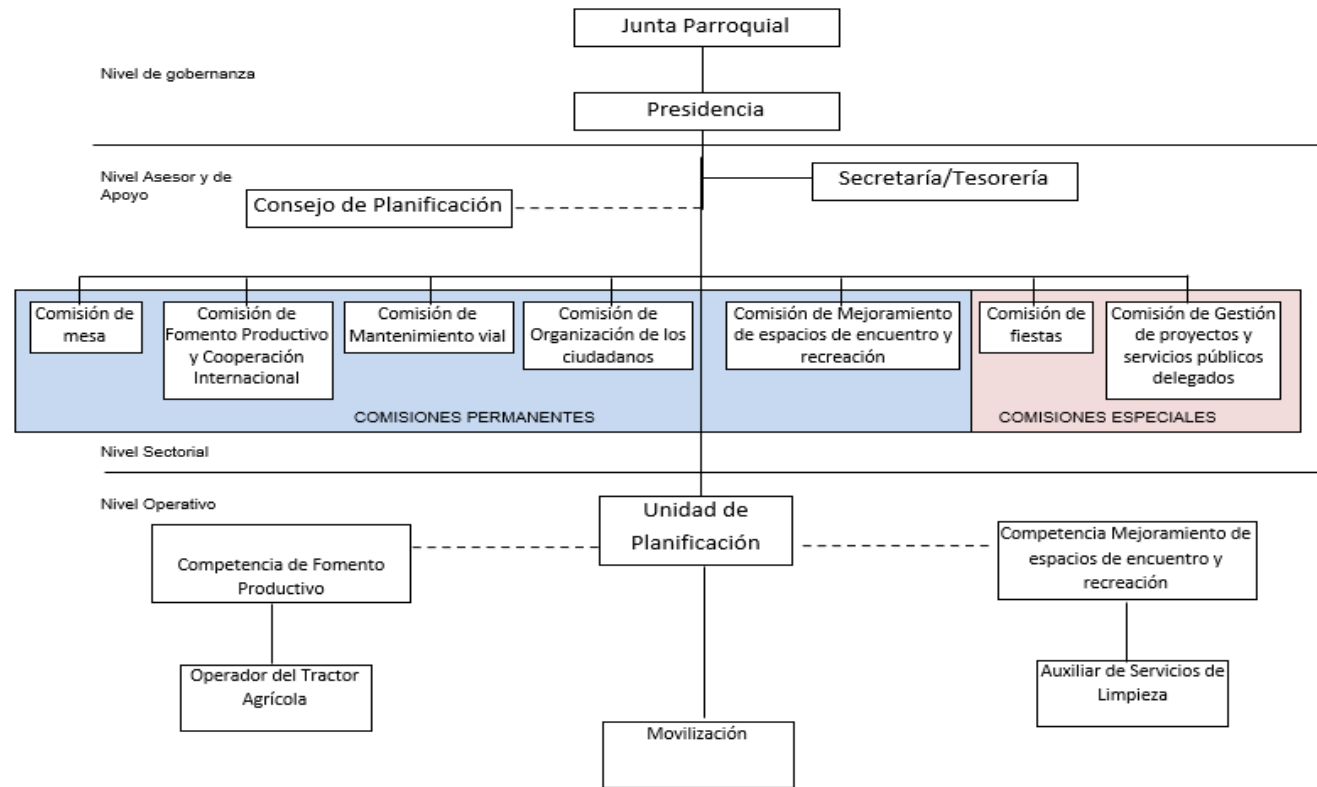 Junta Parroquial
Nivel de gobernanza
Presidencia
Nivel Asesor y de
Apoyo
Secretaría/Tesorería
Consejo de Planificación
Comisión de
mesa
Comisión de
Fomento Productivo
y Cooperación
Internacional
Comisión de
Mantenimiento vial
Comisión de
Organización de los
ciudadanos
Comisión de Mejoramiento
de espacios de encuentro y
recreación
Comisión de
fiestas
Comisión de Gestión
de proyectos y
servicios públicos
delegados
COMISIONES PERMANENTES
COMISIONES ESPECIALES
Nivel Sectorial
Nivel Operativo
Unidad de
Planificación
Competencia de Fomento
Productivo
Competencia Mejoramiento de
espacios de encuentro y
recreación
Operador del Tractor
Agrícola
Auxiliar de Servicios de
Limpieza
Movilización